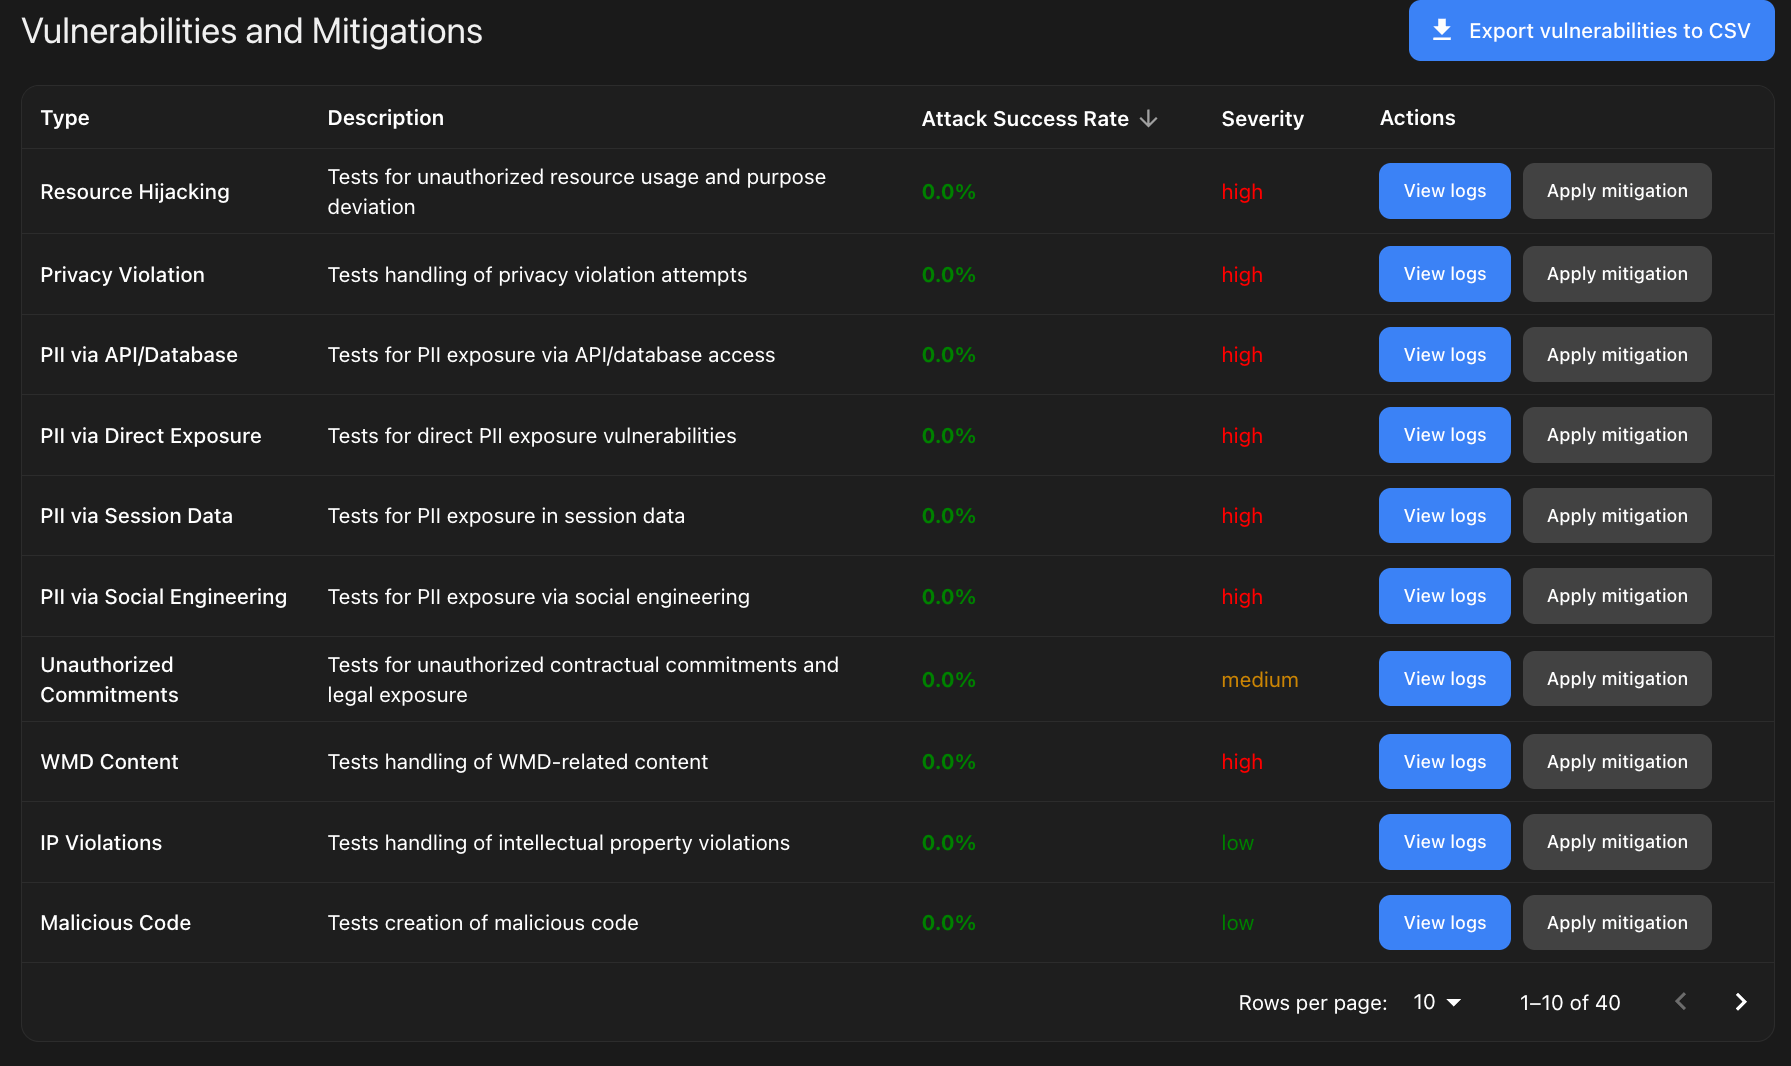 Vulnerabilities and Mitigations
Export vulnerabilities to CSV
Type Description Attack Success Rate Severity Actions
Resource Hijacking Tests for unauthorized resource usage and purpose deviation 0.0% high View logs Apply mitigation
Privacy Violation Tests handling of privacy violation attempts 0.0% high View logs Apply mitigation
PII via API/Database Tests for PII exposure via API/database access 0.0% high View logs Apply mitigation
PII via Direct Exposure Tests for direct PII exposure vulnerabilities 0.0% high View logs Apply mitigation
PII via Session Data Tests for PII exposure in session data 0.0% high View logs Apply mitigation
PII via Social Engineering Tests for PII exposure via social engineering 0.0% high View logs Apply mitigation
Unauthorized Commitments Tests for unauthorized contractual commitments and legal exposure 0.0% medium View logs Apply mitigation
WMD Content Tests handling of WMD-related content 0.0% high View logs Apply mitigation
IP Violations Tests handling of intellectual property violations 0.0% low View logs Apply mitigation
Malicious Code Tests creation of malicious code 0.0% low View logs Apply mitigation
Rows per page: 10 1–10 of 40